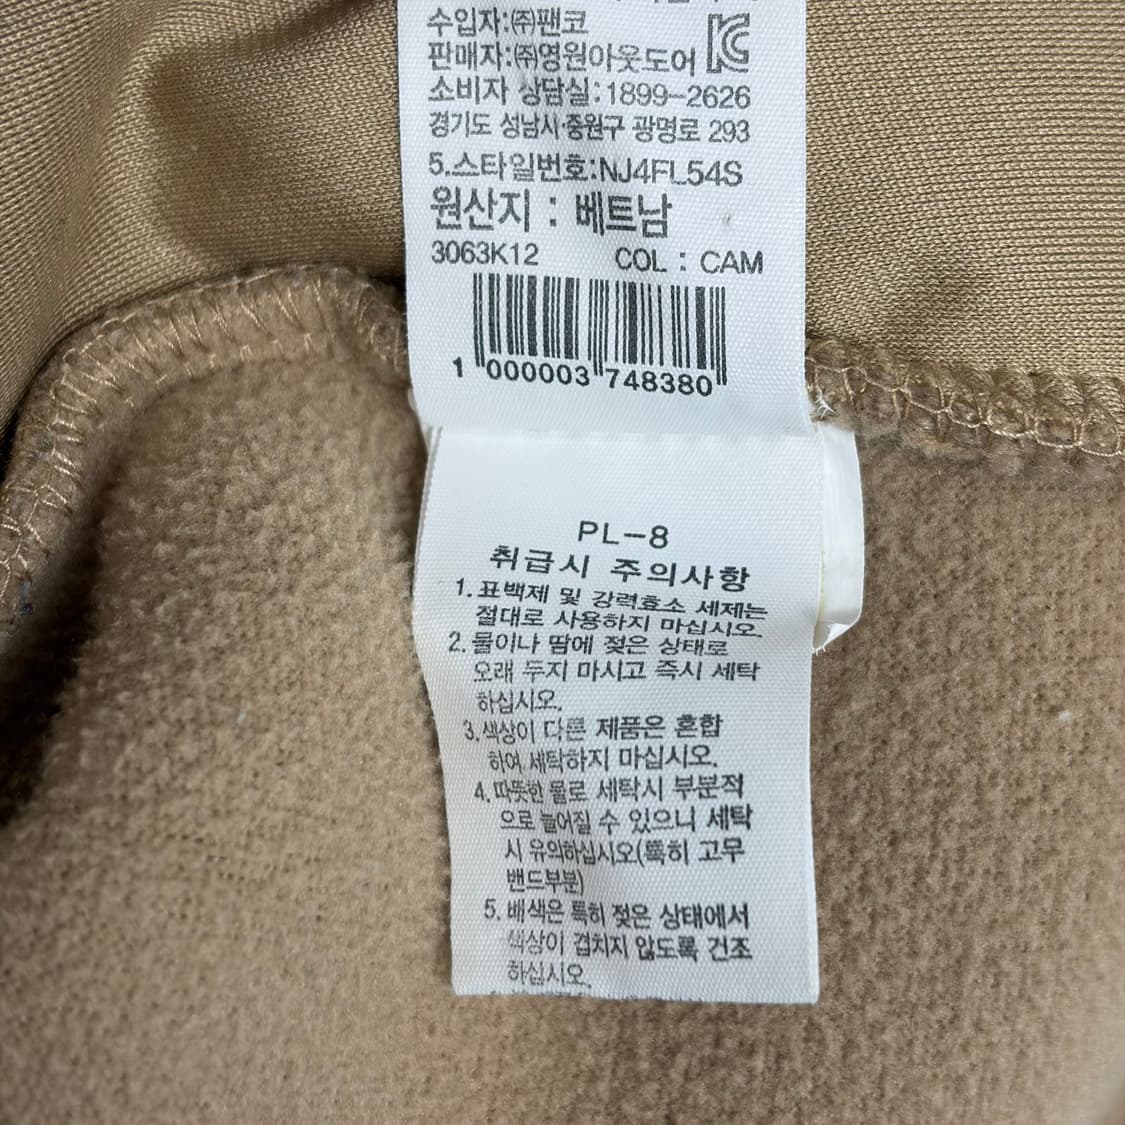 수입자:㈜팬코
판매자:㈜영원아웃도어
소비자 상담실:1899-2626
경기도 성남시·중원구 광명로 293
5.스타일번호:NJ4FL54S
원산지 : 베트남
3063K12 COL : CAM
1 000003 748380
PL-8
취급시 주의사항
1.표백제 및 강력효소 세제는
절대로 사용하지 마십시오.
2.물이나 땀에 젖은 상태로
오래 두지 마시고 즉시 세탁
하십시오.
3.색상이 다른 제품은 혼합
하여 세탁하지 마십시오.
4.따뜻한 물로 세탁시 부분적
으로 늘어질 수 있으니 세탁
시 유의하십시오(특히 고무
밴드부분)
5.배색은 특히 젖은 상태에서
색상이 겹치지 않도록 건조
하십시오.